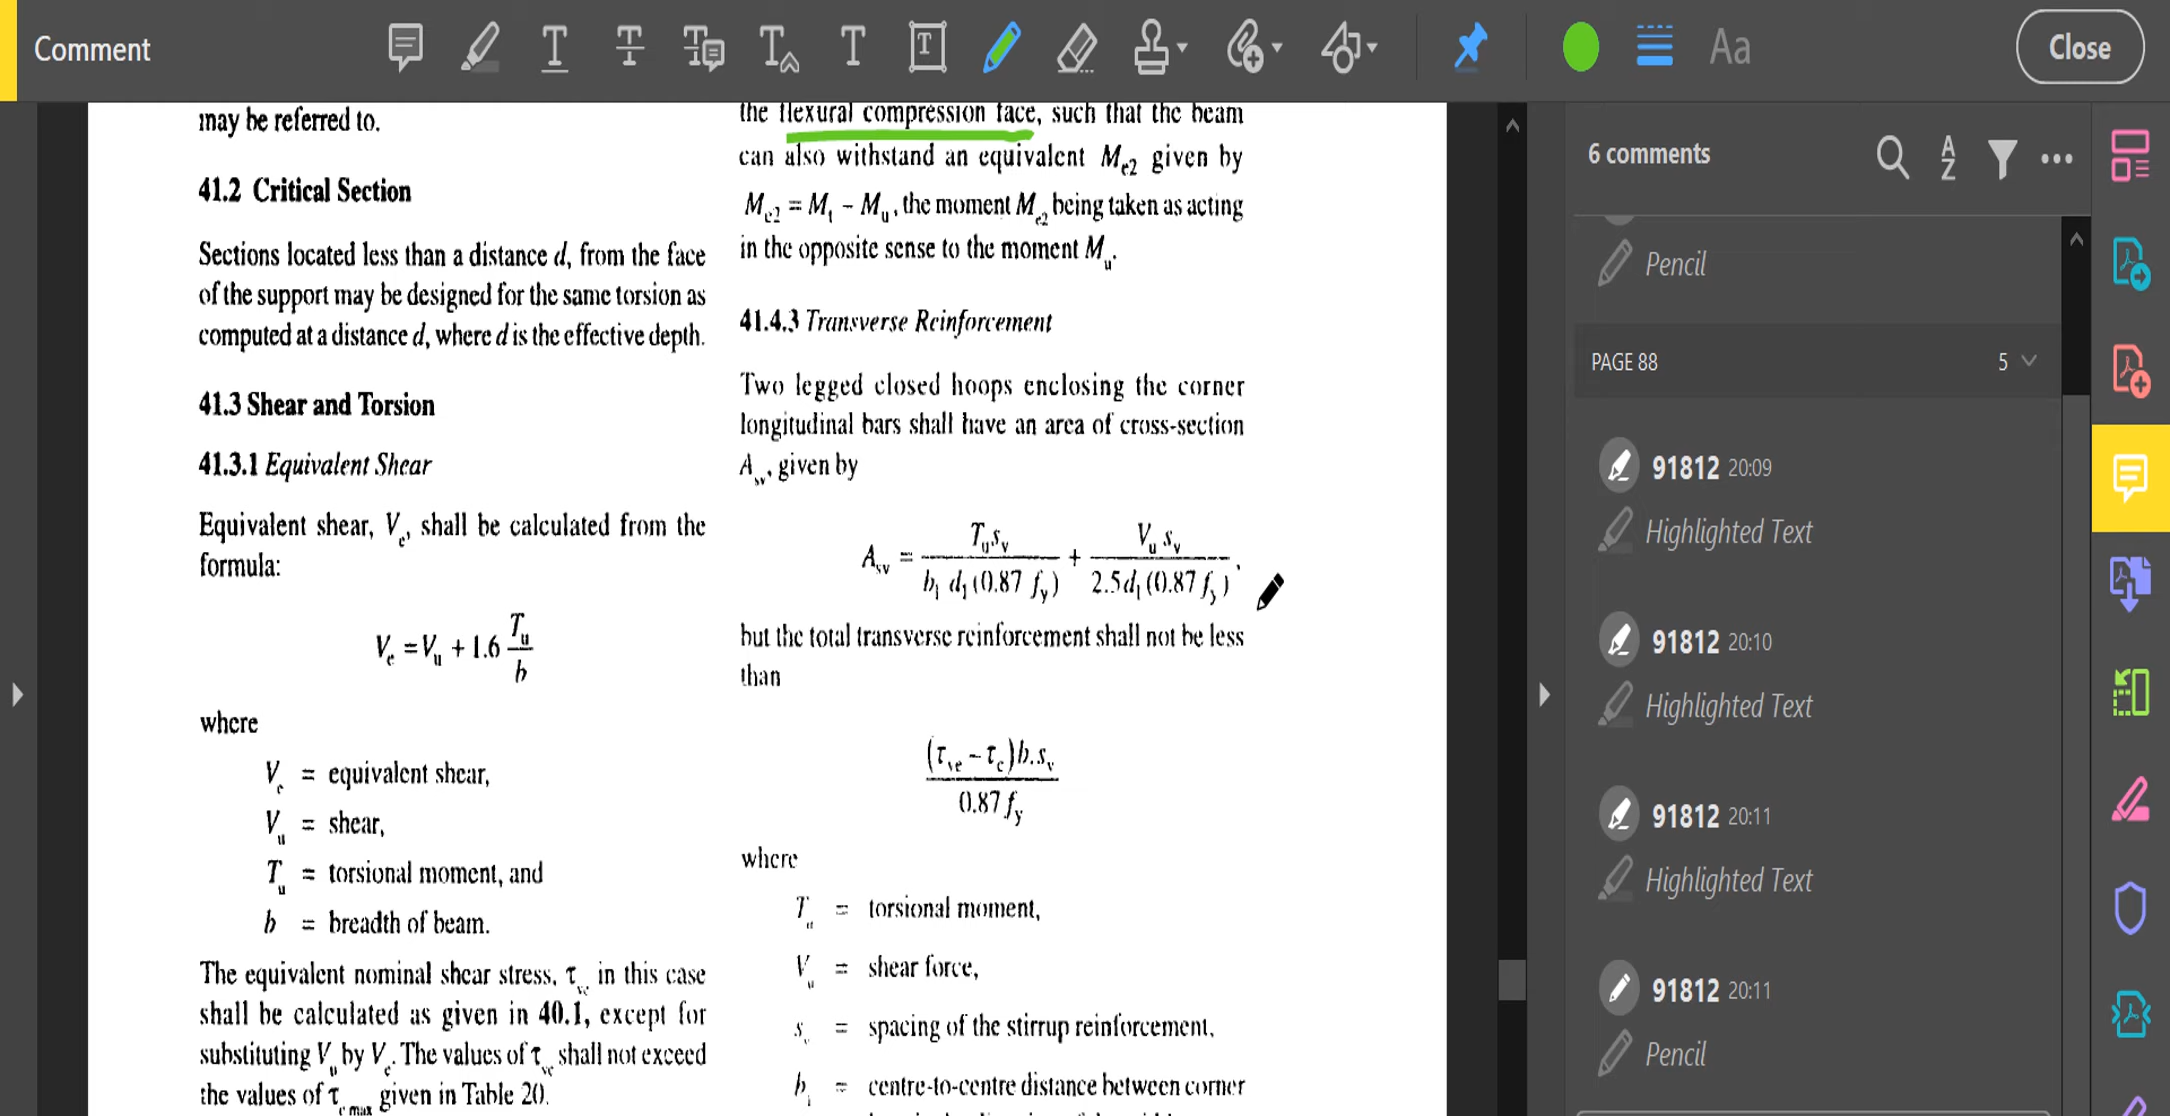 Comment
Aa
Close
may be referred to.
41.2 Critical Section
Sections located less than a distance d, from the face
of the support may be designed for the same torsion as
computed at a distance d, where d is the effective depth.
41.3 Shear and Torsion
41.3.1 Equivalent Shear
Equivalent shear, Ve, shall be calculated from the
formula:
Ve = Vu + 1.6 Tu / b
where
Ve = equivalent shear,
Vu = shear,
Tu = torsional moment, and
b = breadth of beam.
The equivalent nominal shear stress, τve in this case
shall be calculated as given in 40.1, except for
substituting Vu by Ve. The values of τve shall not exceed
the values of τc max given in Table 20.
the flexural compression face, such that the beam
can also withstand an equivalent Me2 given by
Me2 = Mt – Mu, the moment Me2 being taken as acting
in the opposite sense to the moment Mu.
41.4.3 Transverse Reinforcement
Two legged closed hoops enclosing the corner
longitudinal bars shall have an area of cross-section
Asv, given by
Asv = Tu sv / b1 d1 (0.87 fy) + Vu sv / 2.5 d1 (0.87 fy),
but the total transverse reinforcement shall not be less
than
(τve – τc) b.sv / 0.87 fy
where
Tu = torsional moment,
Vu = shear force,
sv = spacing of the stirrup reinforcement,
b1 = centre-to-centre distance between corner
6 comments
Pencil
PAGE 88 5
91812 20:09
Highlighted Text
91812 20:10
Highlighted Text
91812 20:11
Highlighted Text
91812 20:11
Pencil